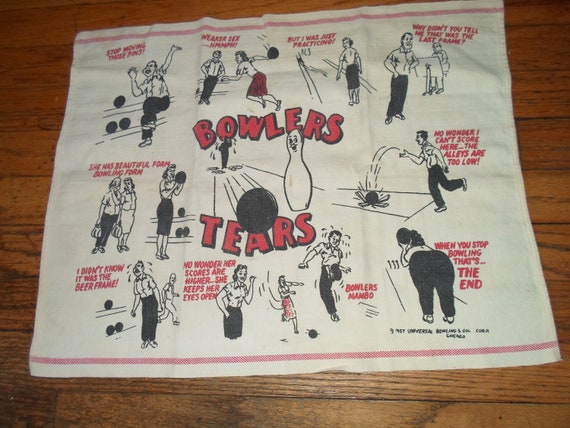 STOP MOVING
THOSE PINS!
WEAKER SEX
HMMPH!
BUT I WAS JUST
PRACTICING!
WHY DIDN'T YOU TELL
ME THAT WAS THE
LAST FRAME?
BOWLERS
TEARS
NO WONDER I
CAN'T SCORE
HERE...THE
ALLEYS ARE
TOO LOW!
SHE HAS BEAUTIFUL FORM
BOWLING FORM
I DIDN'T KNOW
IT WAS THE
BEER FRAME!
NO WONDER HER
SCORES ARE
HIGHER...SHE
KEEPS HER
EYES OPEN
BOWLERS
MAMBO
WHEN YOU STOP
BOWLING
THAT'S...
THE
END
© 1957 UNIVERSAL BOWLING & GOL CORP.
CHICAGO